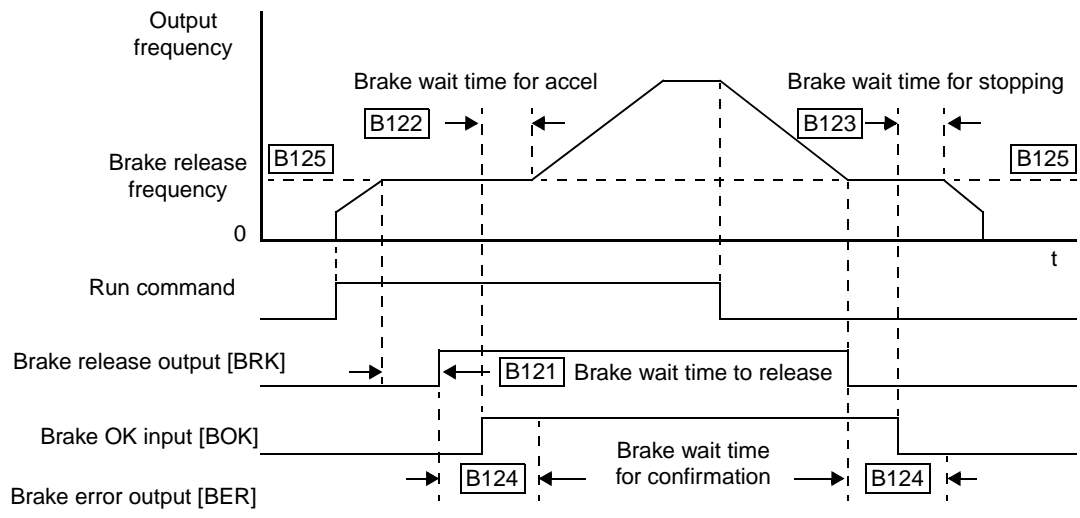 Output
frequency
Brake wait time for accel
Brake wait time for stopping
B122
B123
B125
B125
Brake release
frequency
0
t
Run command
Brake release output [BRK]
B121 Brake wait time to release
Brake OK input [BOK]
Brake wait time
for confirmation
B124
B124
Brake error output [BER]